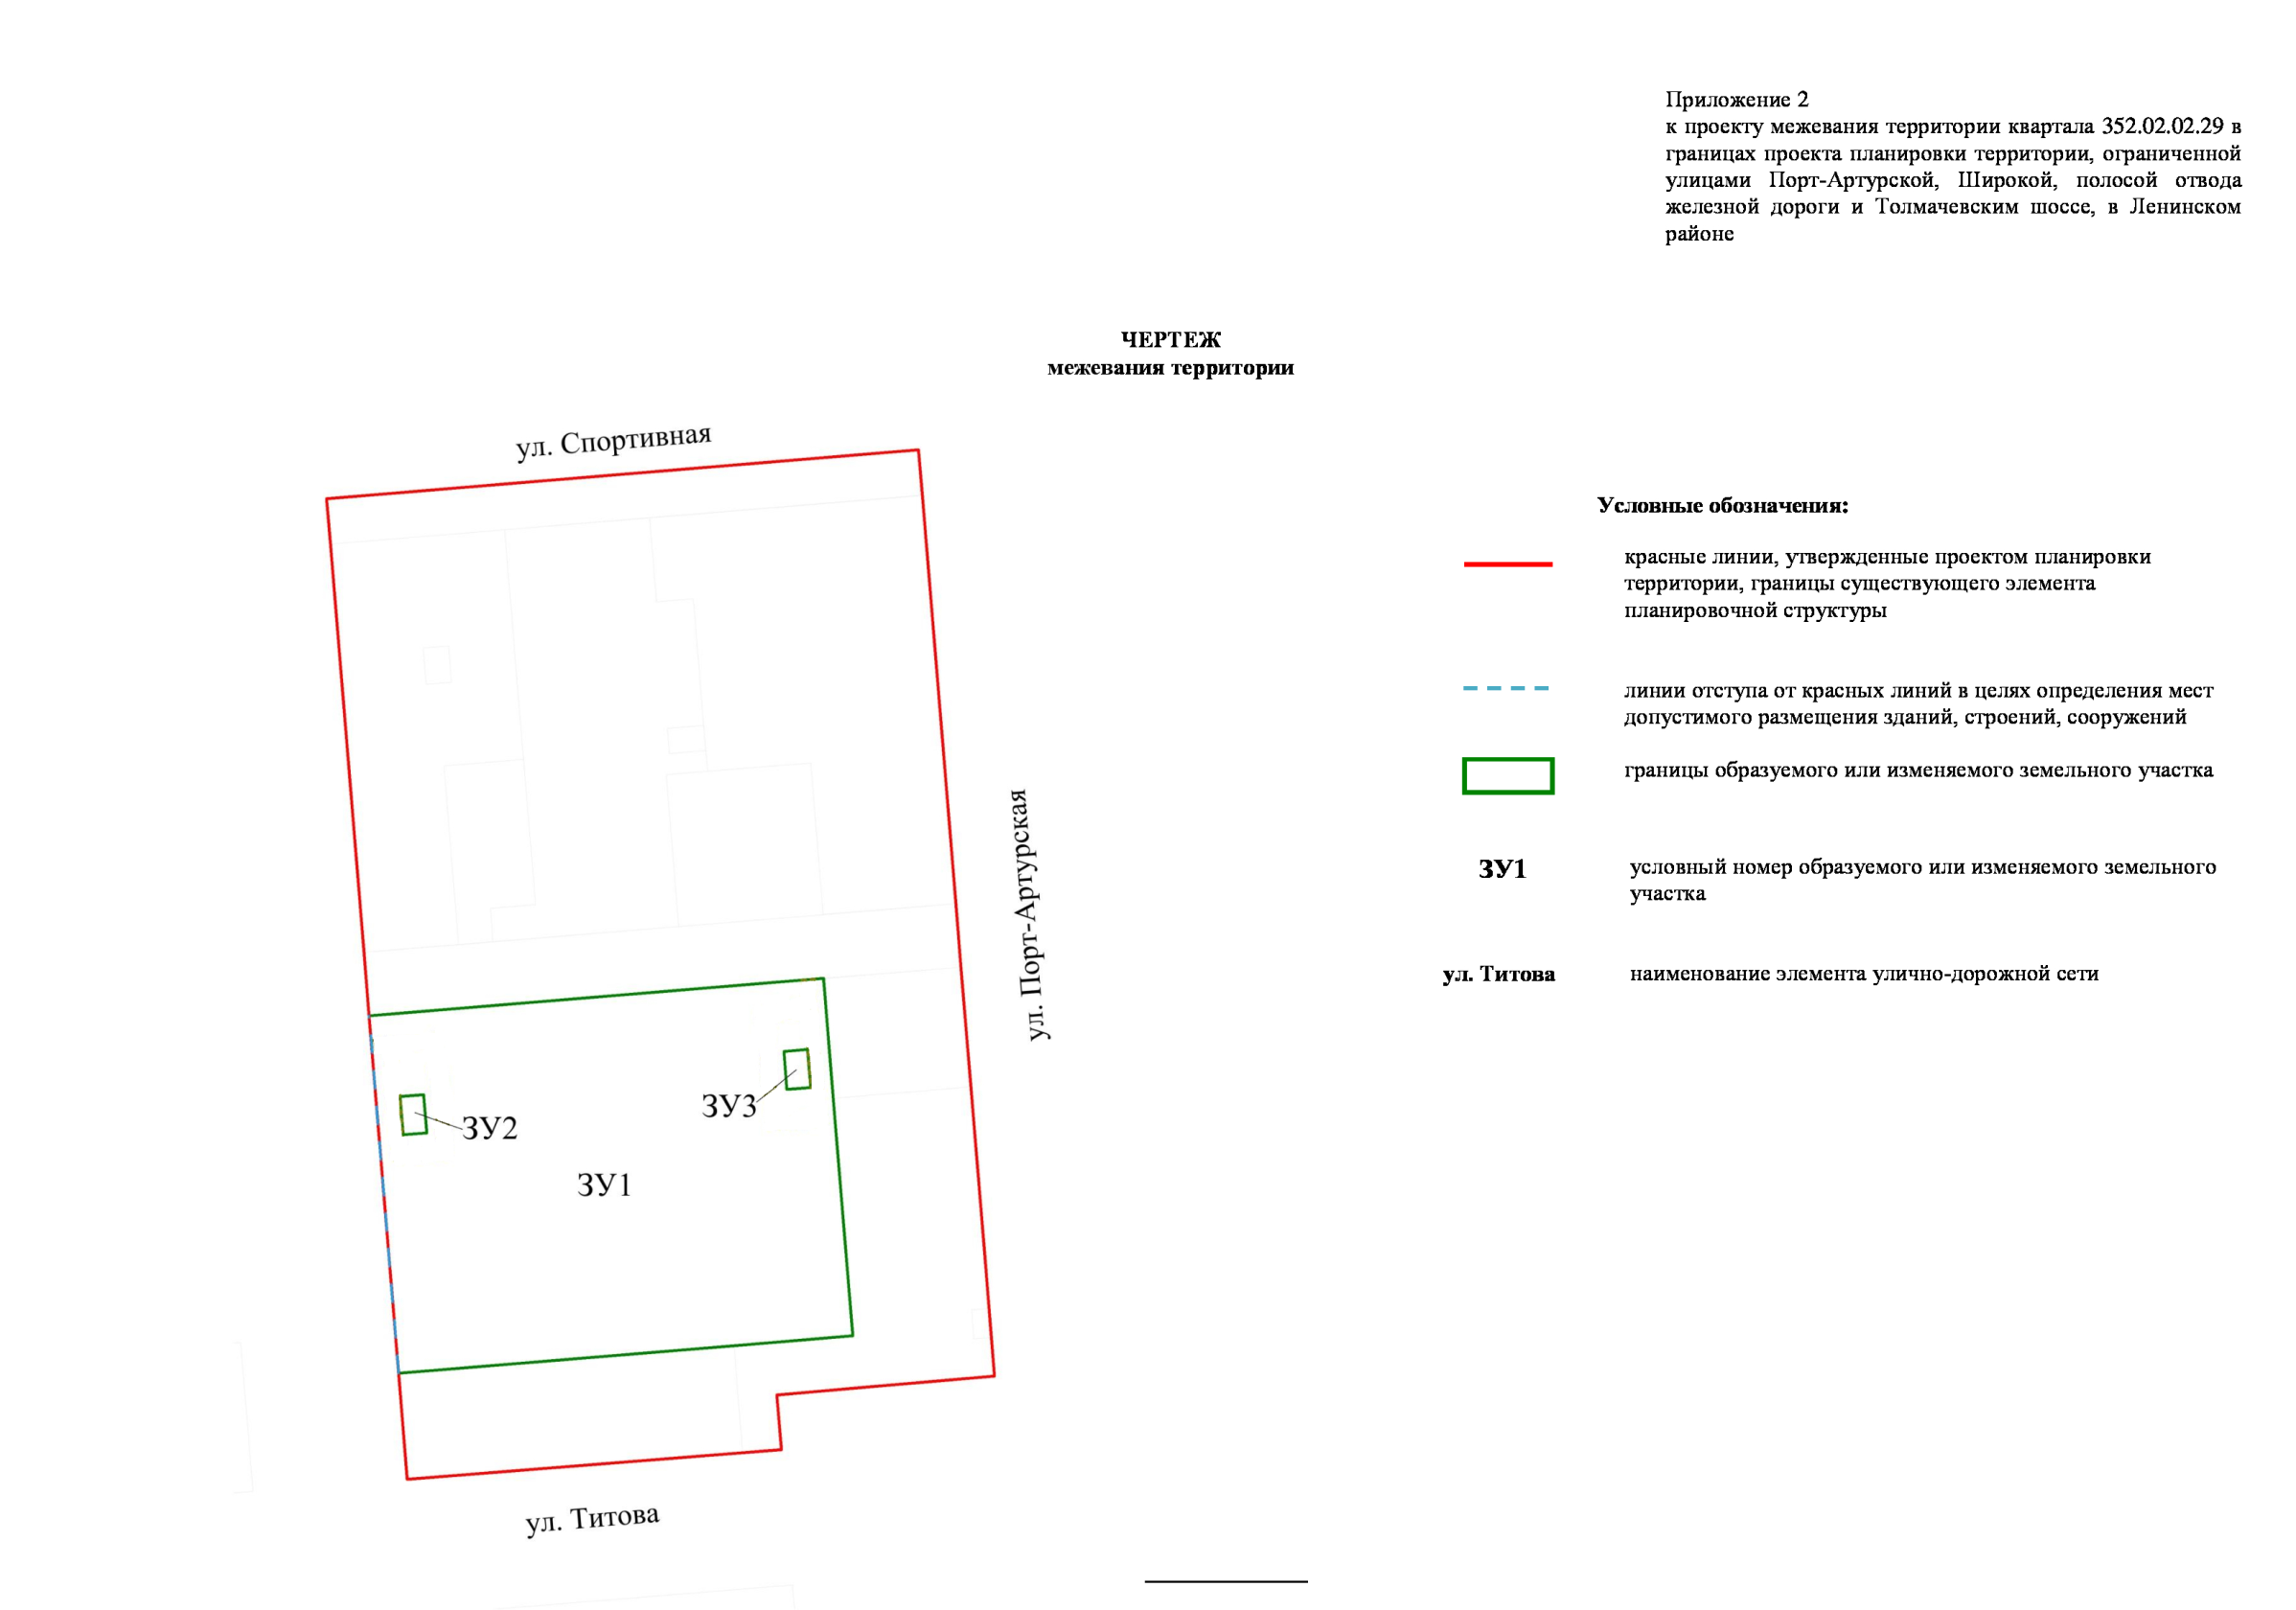 Приложение 2
к проекту межевания территории квартала 352.02.02.29 в
границах проекта планировки территории, ограниченной
улицами Порт-Артурской, Широкой, полосой отвода
железной дороги и Толмачевским шоссе, в Ленинском
районе
ЧЕРТЕЖ
межевания территории
ул. Спортивная
ул. Порт-Артурская
ЗУ3
ЗУ2
ЗУ1
ул. Титова
Условные обозначения:
красные линии, утвержденные проектом планировки
территории, границы существующего элемента
планировочной структуры
линии отступа от красных линий в целях определения мест
допустимого размещения зданий, строений, сооружений
границы образуемого или изменяемого земельного участка
ЗУ1 условный номер образуемого или изменяемого земельного
участка
ул. Титова наименование элемента улично-дорожной сети